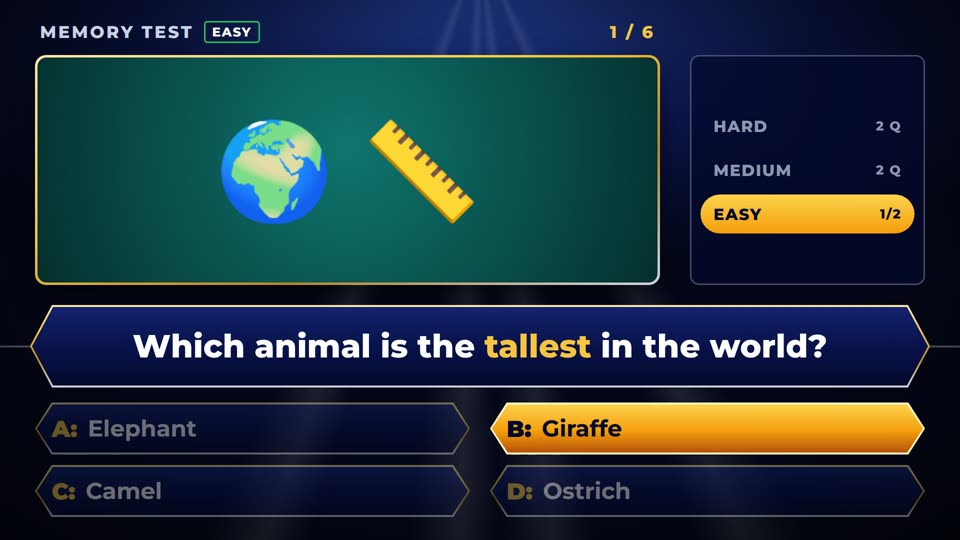 MEMORY TEST EASY 1 / 6
HARD 2 Q
MEDIUM 2 Q
EASY 1/2
Which animal is the tallest in the world?
A: Elephant
B: Giraffe
C: Camel
D: Ostrich